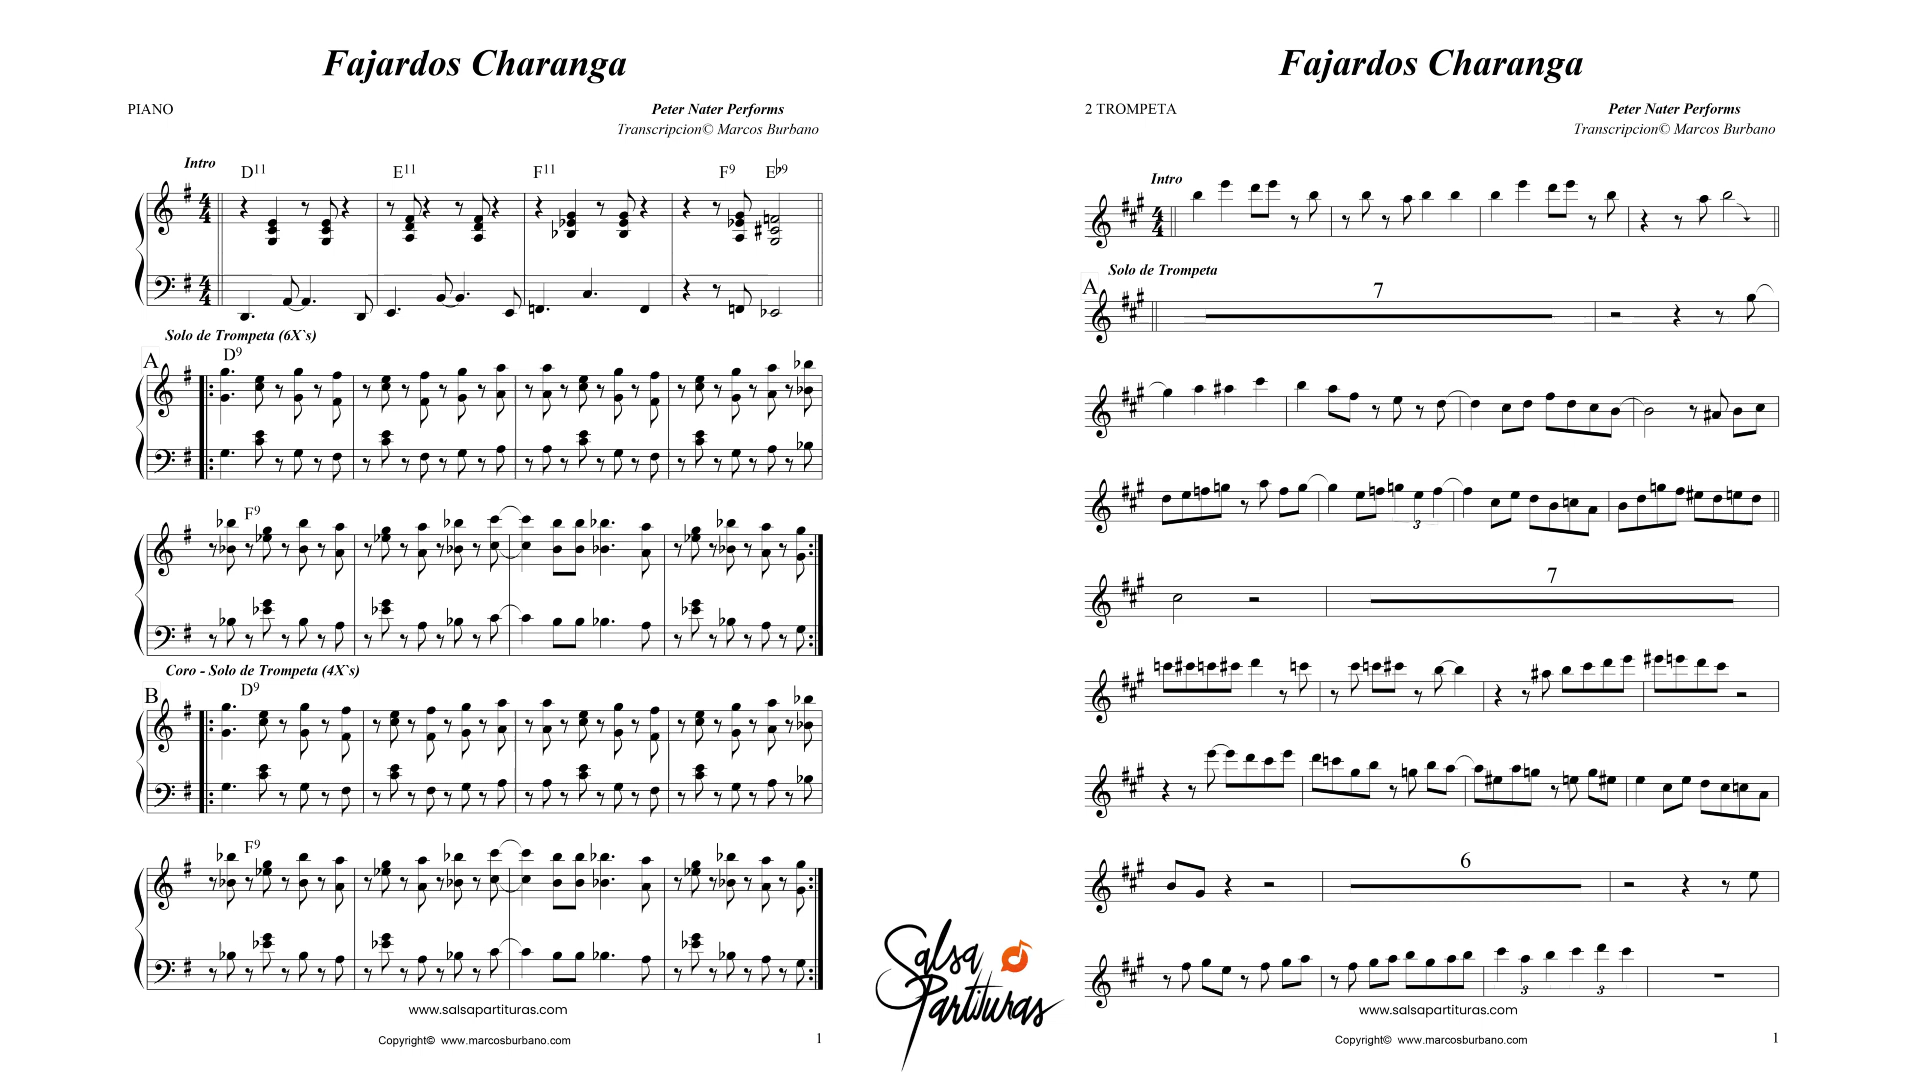 Fajardos Charanga
PIANO
Peter Nater Performs
Transcripcion© Marcos Burbano
Intro
D11 E11 F11 F9 E♭9
Solo de Trompeta (6X`s)
A
D9
F9
Coro - Solo de Trompeta (4X`s)
B
D9
F9
www.salsapartituras.com
Copyright© www.marcosburbano.com
1
Salsa
Partituras
Fajardos Charanga
2 TROMPETA
Peter Nater Performs
Transcripcion© Marcos Burbano
Intro
Solo de Trompeta
A
7
3
7
6
3 3
www.salsapartituras.com
Copyright© www.marcosburbano.com
1